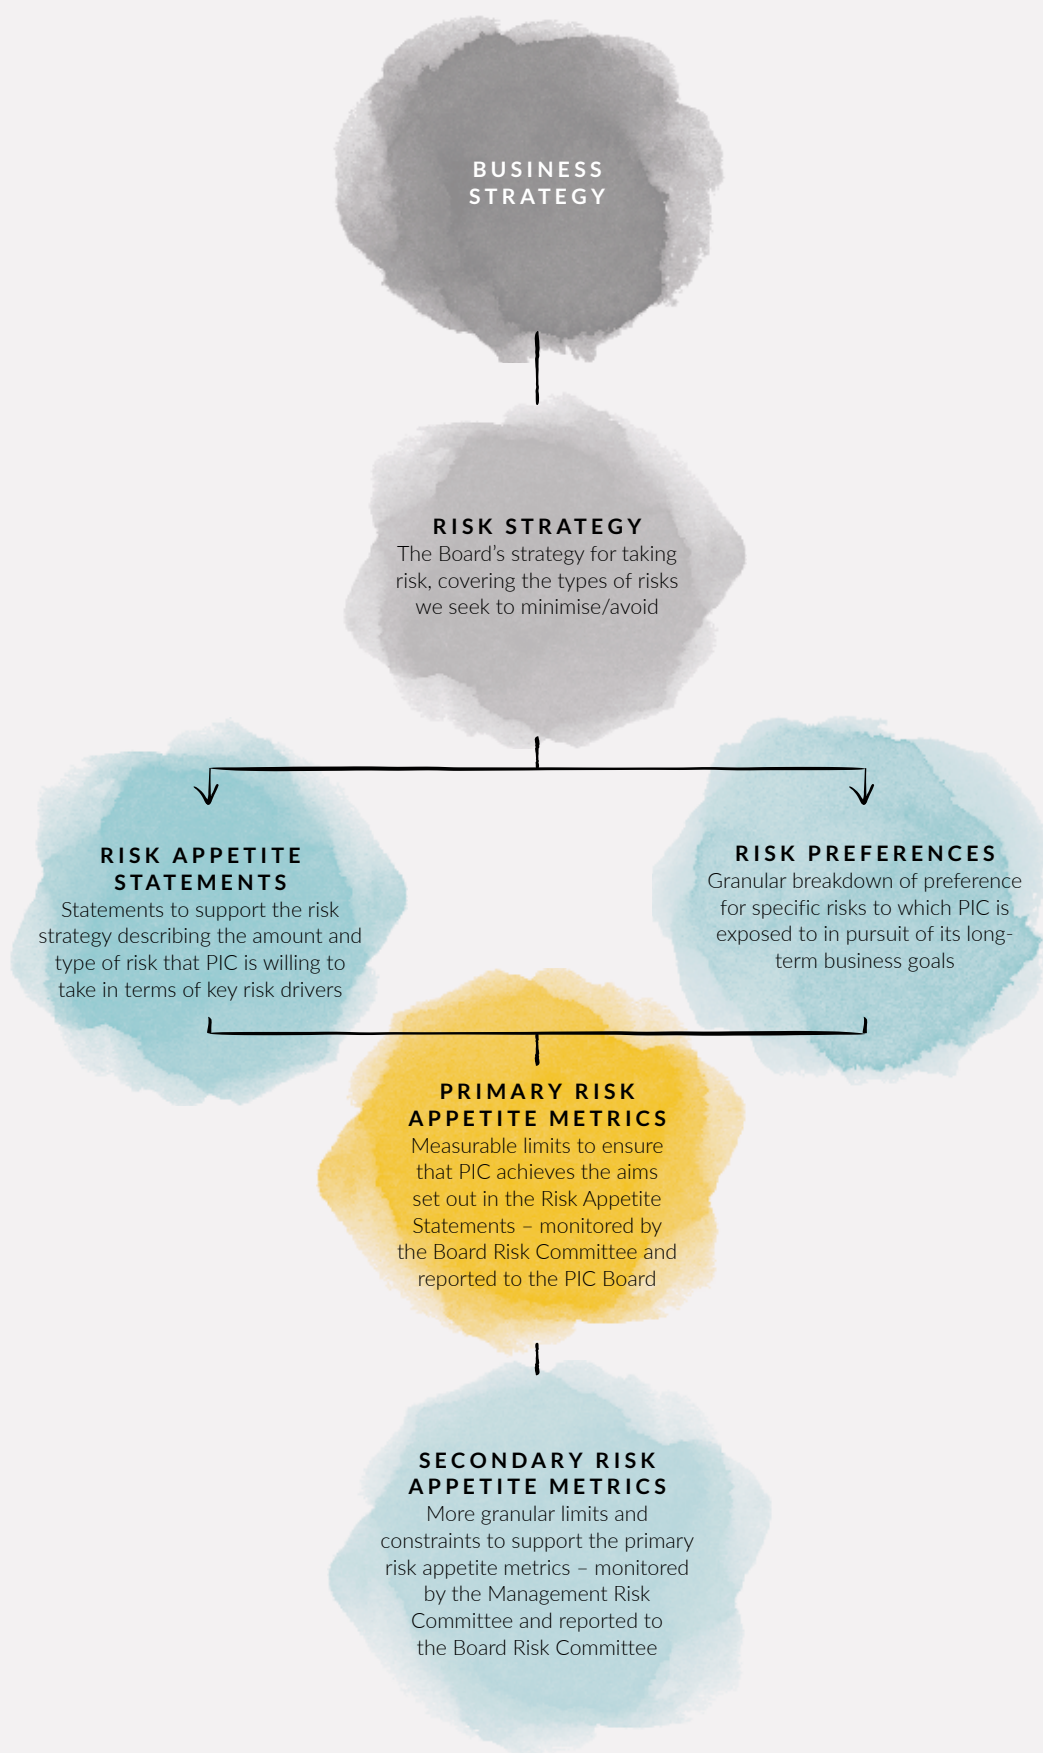 BUSINESS
STRATEGY
RISK STRATEGY
The Board’s strategy for taking
risk, covering the types of risks
we seek to minimise/avoid
RISK APPETITE
STATEMENTS
Statements to support the risk
strategy describing the amount and
type of risk that PIC is willing to
take in terms of key risk drivers
RISK PREFERENCES
Granular breakdown of preference
for specific risks to which PIC is
exposed to in pursuit of its long-
term business goals
PRIMARY RISK
APPETITE METRICS
Measurable limits to ensure
that PIC achieves the aims
set out in the Risk Appetite
Statements – monitored by
the Board Risk Committee and
reported to the PIC Board
SECONDARY RISK
APPETITE METRICS
More granular limits and
constraints to support the primary
risk appetite metrics – monitored
by the Management Risk
Committee and reported to
the Board Risk Committee